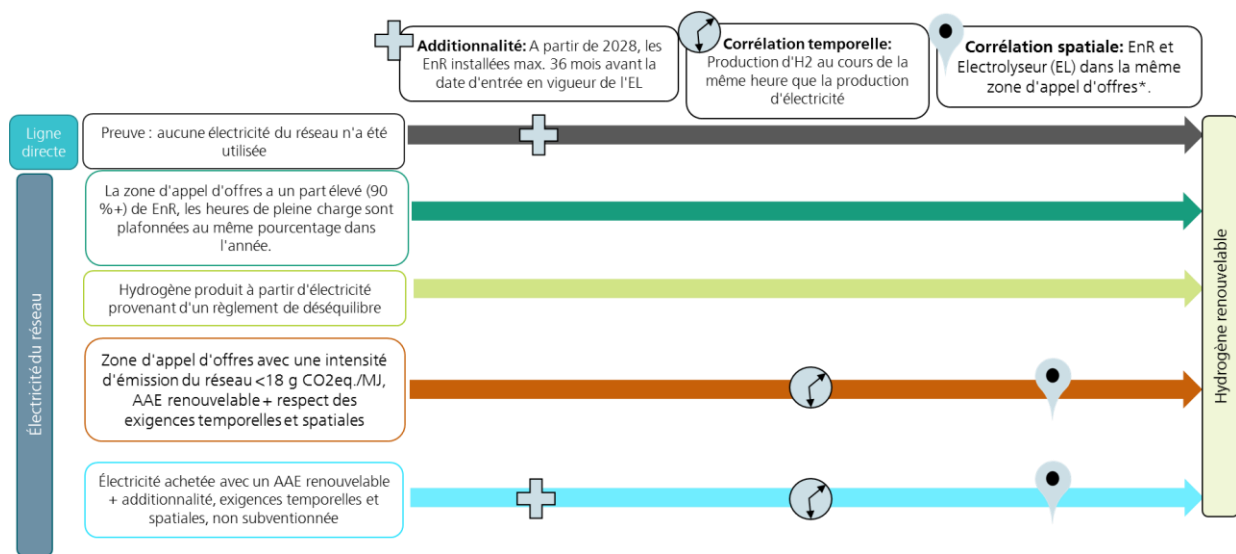 Additionnalité: A partir de 2028, les
EnR installées max. 36 mois avant la
date d'entrée en vigueur de l'EL
Corrélation temporelle:
Production d'H2 au cours de la
même heure que la production
d'électricité
Corrélation spatiale: EnR et
Electrolyseur (EL) dans la même
zone d'appel d'offres*.
Ligne
directe
Preuve : aucune électricité du réseau n'a été
utilisée
Électricité du réseau
La zone d'appel d'offres a un part élevé (90
%+) de EnR, les heures de pleine charge sont
plafonnées au même pourcentage dans
l'année.
Hydrogène produit à partir d'électricité
provenant d'un règlement de déséquilibre
Zone d'appel d'offres avec une intensité
d'émission du réseau <18 g CO2eq./MJ,
AAE renouvelable + respect des
exigences temporelles et spatiales
Électricité achetée avec un AAE renouvelable
+ additionnalité, exigences temporelles et
spatiales, non subventionnée
Hydrogène renouvelable